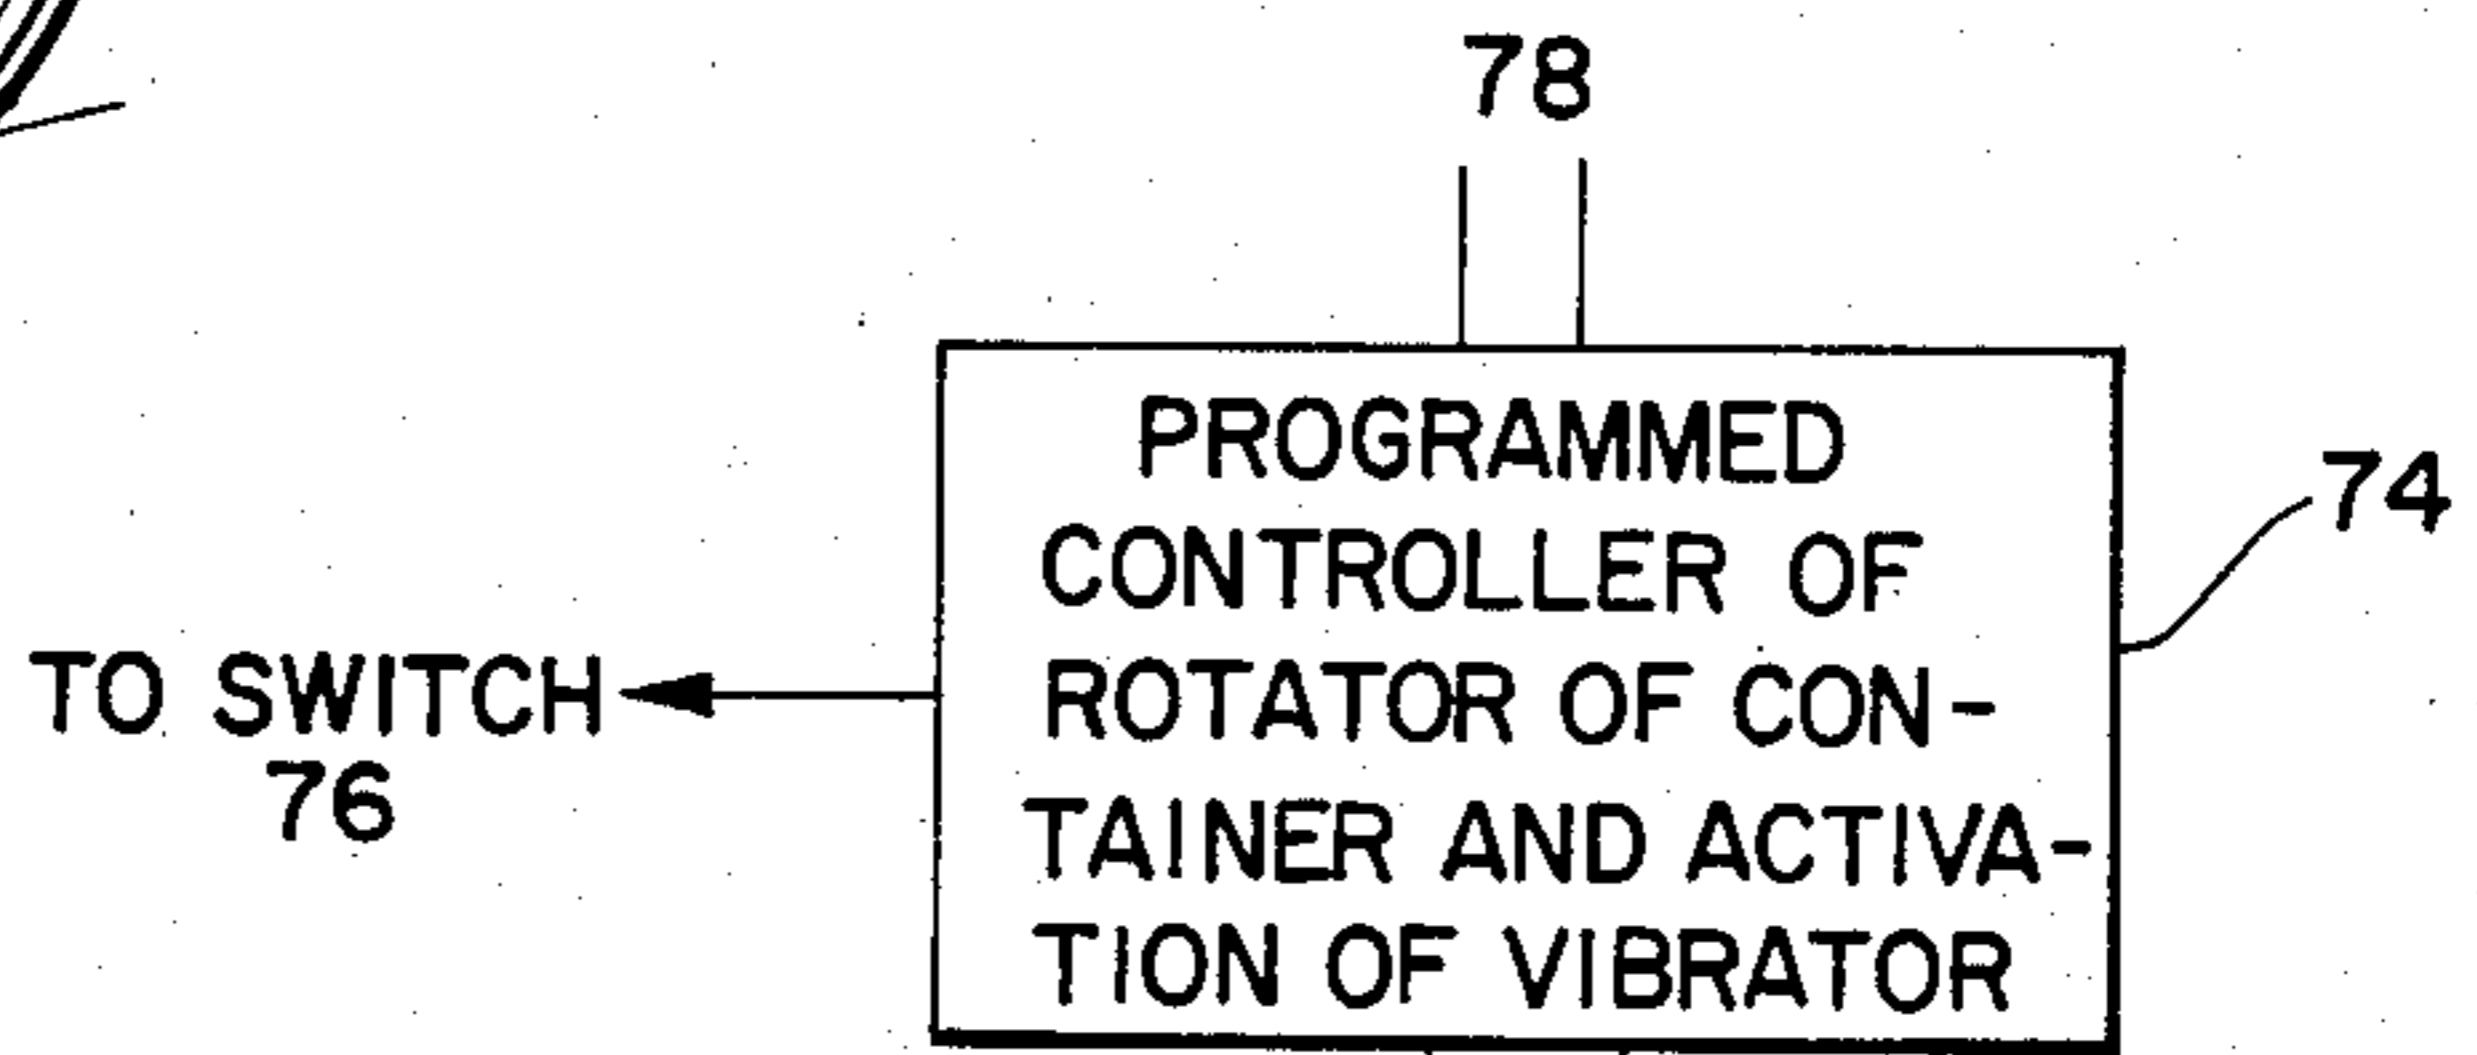 78
PROGRAMMED
CONTROLLER OF
ROTATOR OF CON-
TAINER AND ACTIVA-
TION OF VIBRATOR
74
TO SWITCH
76